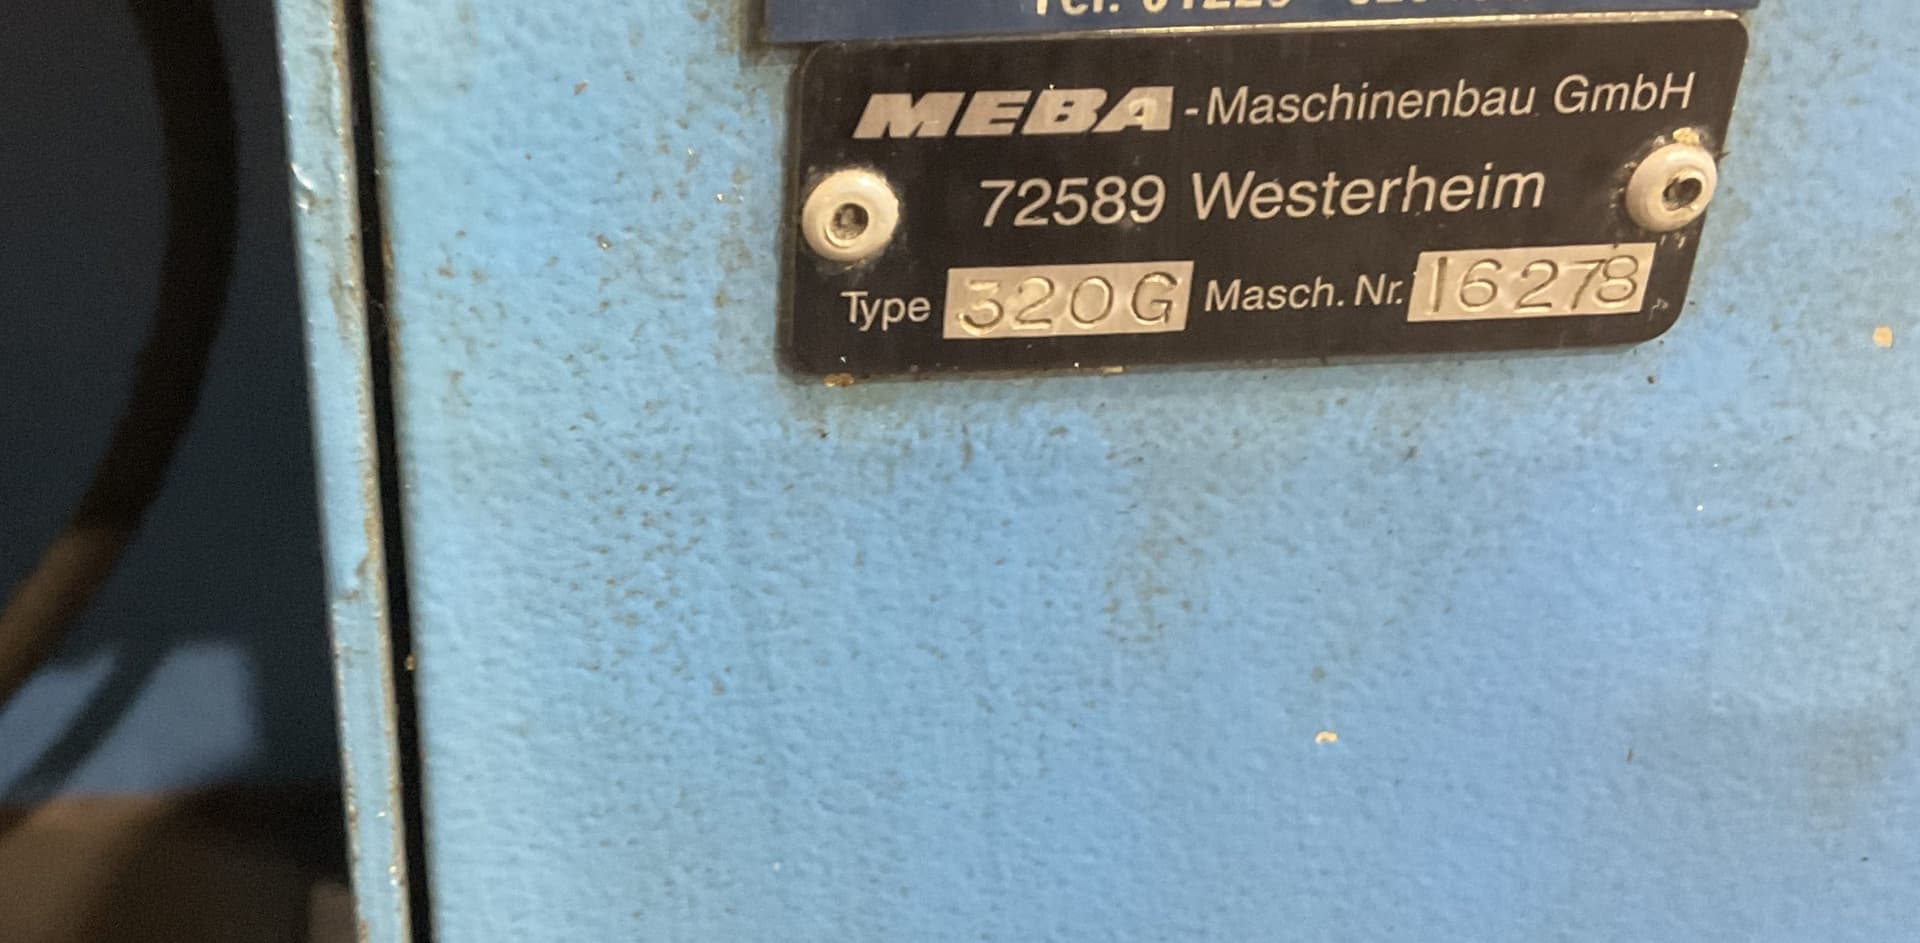 MEBA-Maschinenbau GmbH
72589 Westerheim
Type 320G Masch. Nr. 16278